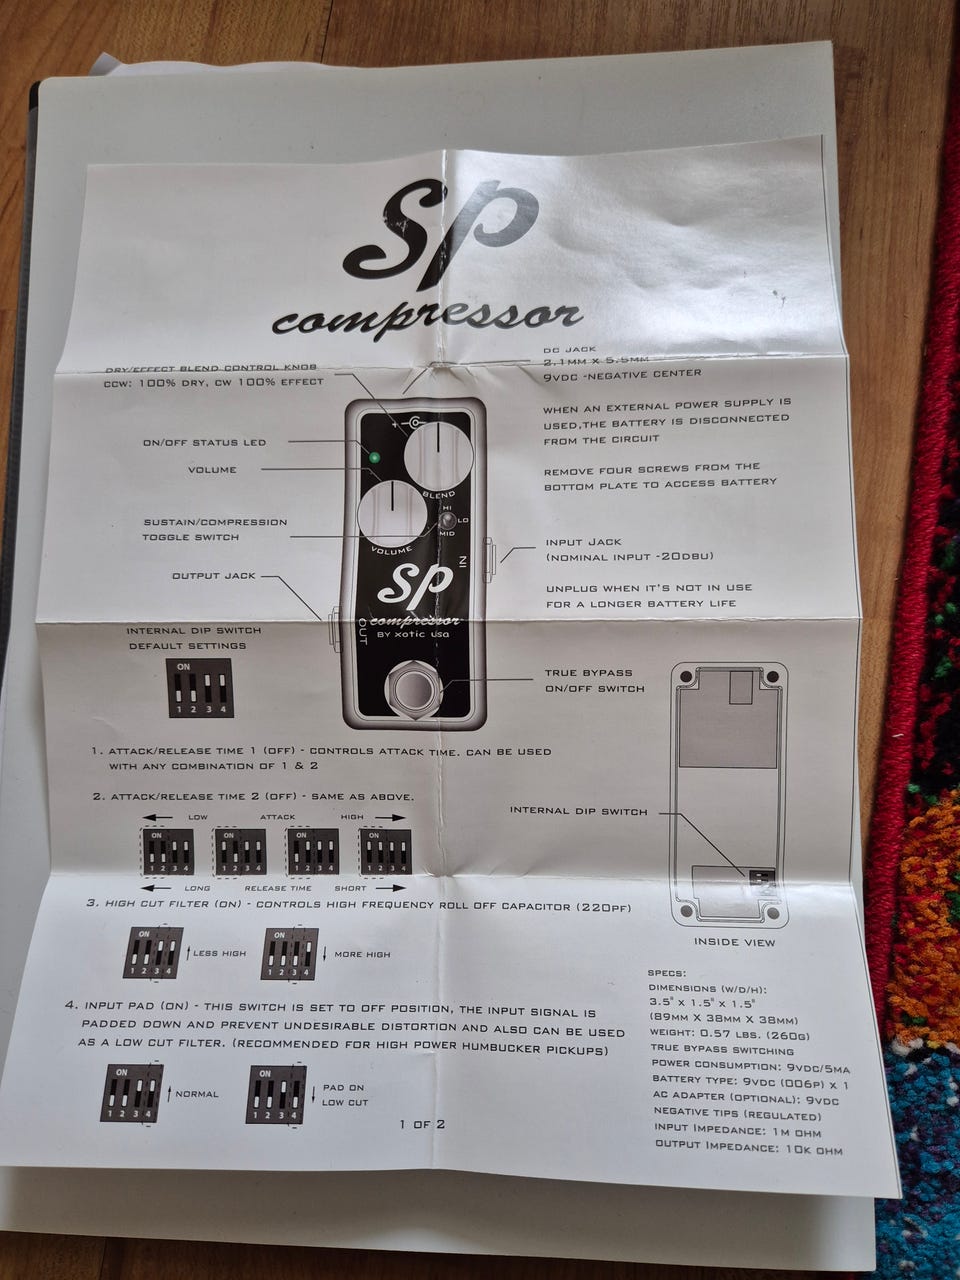 sp
compressor
DRY/EFFECT BLEND CONTROL KNOB
CCW: 100% DRY, CW 100% EFFECT
ON/OFF STATUS LED
VOLUME
SUSTAIN/COMPRESSION
TOGGLE SWITCH
OUTPUT JACK
DC JACK
2.1MM X 5.5MM
9VDC -NEGATIVE CENTER
WHEN AN EXTERNAL POWER SUPPLY IS
USED,THE BATTERY IS DISCONNECTED
FROM THE CIRCUIT
REMOVE FOUR SCREWS FROM THE
BOTTOM PLATE TO ACCESS BATTERY
INPUT JACK
(NOMINAL INPUT -20DBU)
UNPLUG WHEN IT'S NOT IN USE
FOR A LONGER BATTERY LIFE
TRUE BYPASS
ON/OFF SWITCH
+
BLEND
HI
LO
MID
VOLUME
IN
sp
compressor
BY xotic usa
OUT
INTERNAL DIP SWITCH
DEFAULT SETTINGS
ON
1 2 3 4
1. ATTACK/RELEASE TIME 1 (OFF) - CONTROLS ATTACK TIME. CAN BE USED
WITH ANY COMBINATION OF 1 & 2
2. ATTACK/RELEASE TIME 2 (OFF) - SAME AS ABOVE.
LOW ATTACK HIGH
ON ON ON ON
1 2 3 4 1 2 3 4 1 2 3 4 1 2 3 4
LONG RELEASE TIME SHORT
INTERNAL DIP SWITCH
INSIDE VIEW
3. HIGH CUT FILTER (ON) - CONTROLS HIGH FREQUENCY ROLL OFF CAPACITOR (220PF)
ON
1 2 3 4
LESS HIGH
ON
1 2 3 4
MORE HIGH
4. INPUT PAD (ON) - THIS SWITCH IS SET TO OFF POSITION, THE INPUT SIGNAL IS
PADDED DOWN AND PREVENT UNDESIRABLE DISTORTION AND ALSO CAN BE USED
AS A LOW CUT FILTER. (RECOMMENDED FOR HIGH POWER HUMBUCKER PICKUPS)
ON
1 2 3 4
NORMAL
ON
1 2 3 4
PAD ON
LOW CUT
1 OF 2
SPECS:
DIMENSIONS (W/D/H):
3.5" X 1.5" X 1.5"
(89MM X 38MM X 38MM)
WEIGHT: 0.57 LBS. (260G)
TRUE BYPASS SWITCHING
POWER CONSUMPTION: 9VDC/5MA
BATTERY TYPE: 9VDC (006P) X 1
AC ADAPTER (OPTIONAL): 9VDC
NEGATIVE TIPS (REGULATED)
INPUT IMPEDANCE: 1M OHM
OUTPUT IMPEDANCE: 10K OHM